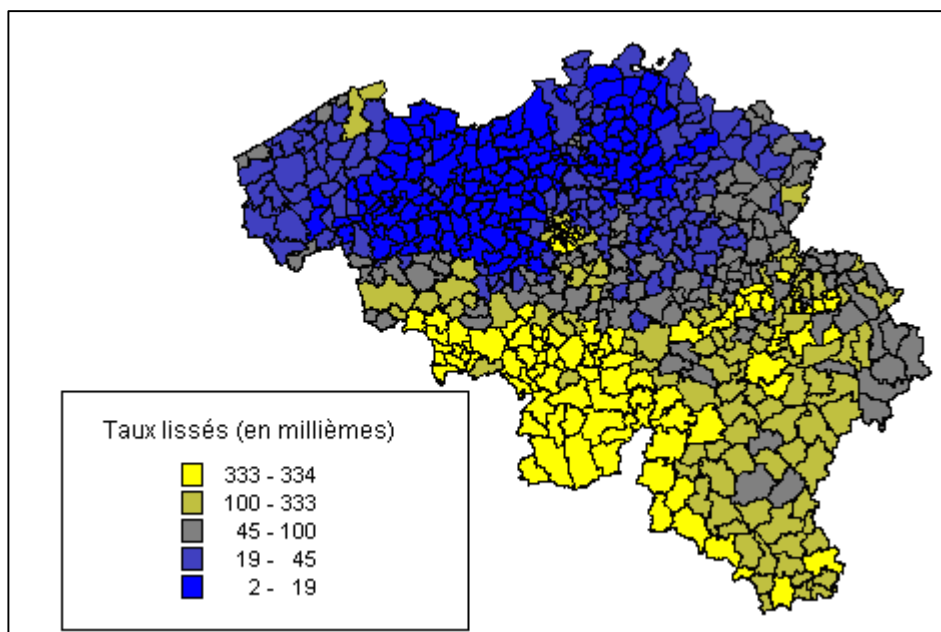 Taux lissés (en millièmes)
333 - 334
100 - 333
45 - 100
19 - 45
2 - 19